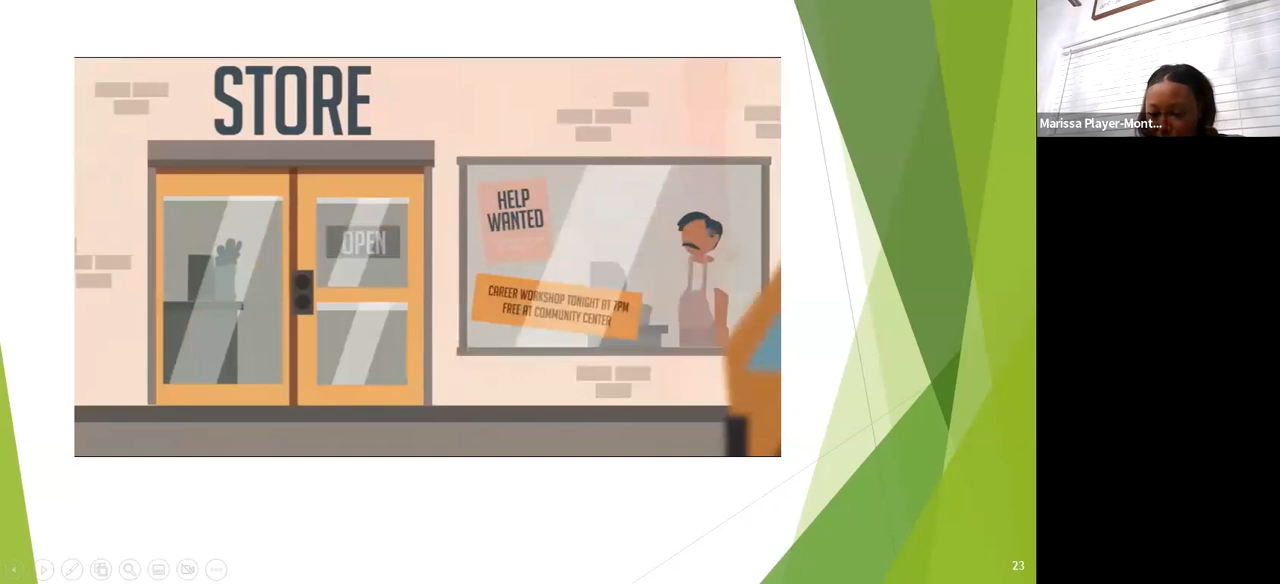 STORE
HELP
WANTED
OPEN
CAREER WORKSHOP TONIGHT AT 7PM
FREE AT COMMUNITY CENTER
Marissa Player-Mont...
23